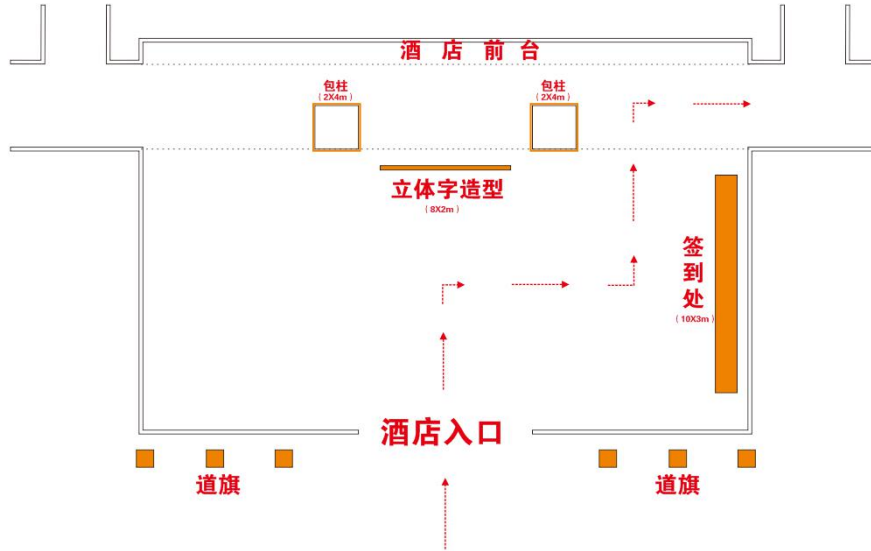 酒店前台
包柱
（2X4m）
包柱
（2X4m）
立体字造型
（8X2m）
签到处
（10X3m）
酒店入口
道旗
道旗